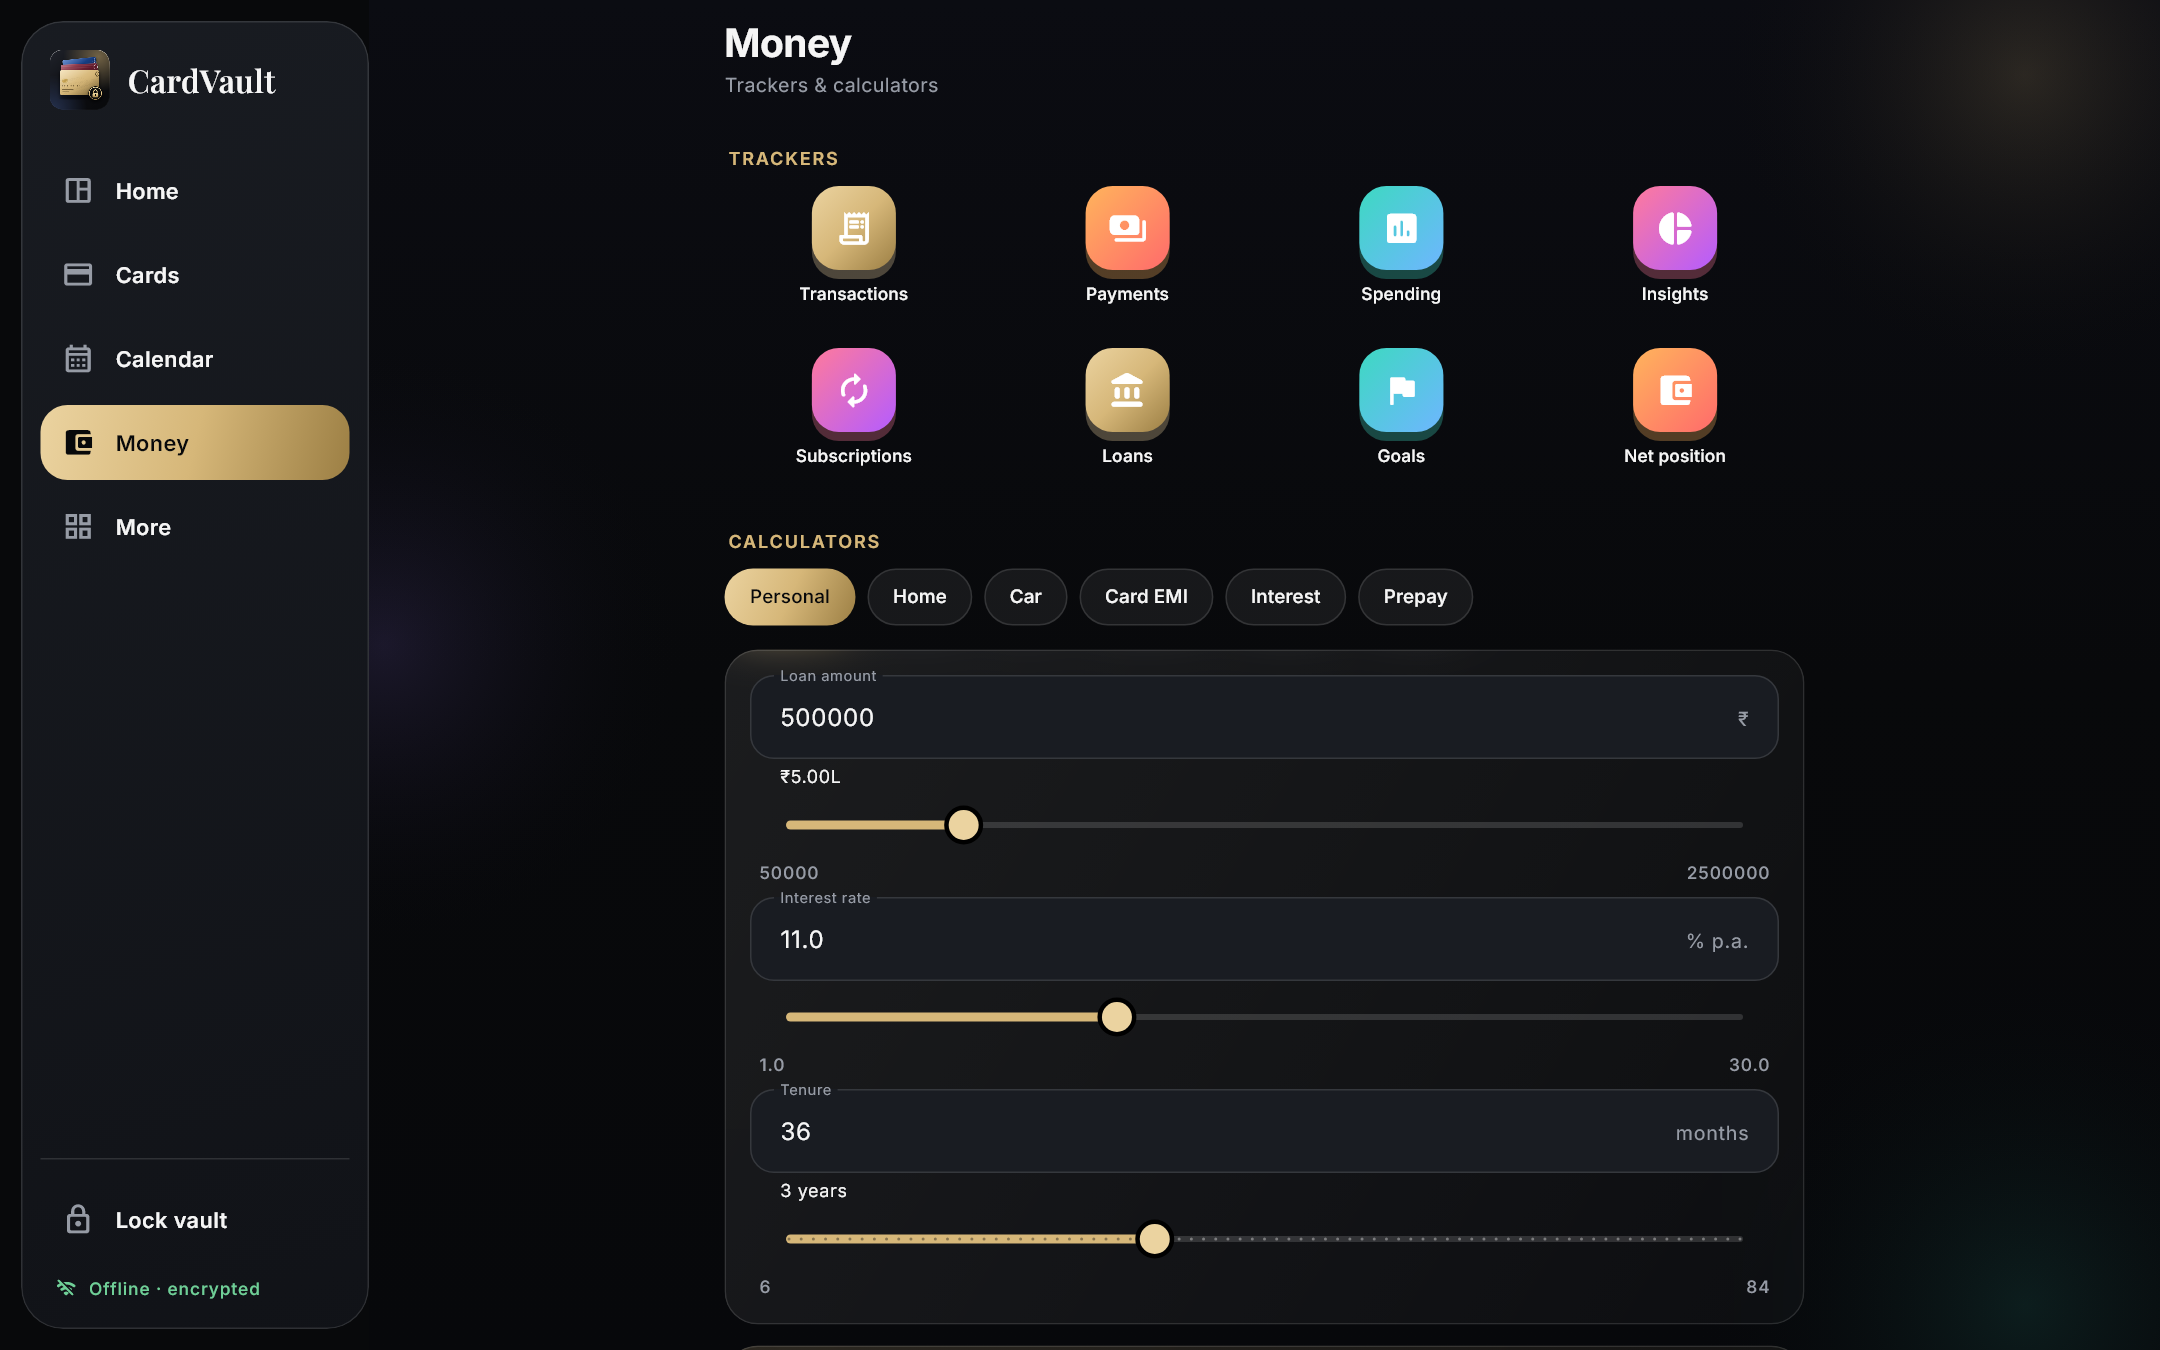 CardVault
Home
Cards
Calendar
Money
More
Lock vault
Offline · encrypted
Money
Trackers & calculators
TRACKERS
Transactions
Payments
Spending
Insights
Subscriptions
Loans
Goals
Net position
CALCULATORS
Personal
Home
Car
Card EMI
Interest
Prepay
Loan amount
500000 ₹
₹5.00L
50000 2500000
Interest rate
11.0 % p.a.
1.0 30.0
Tenure
36 months
3 years
6 84